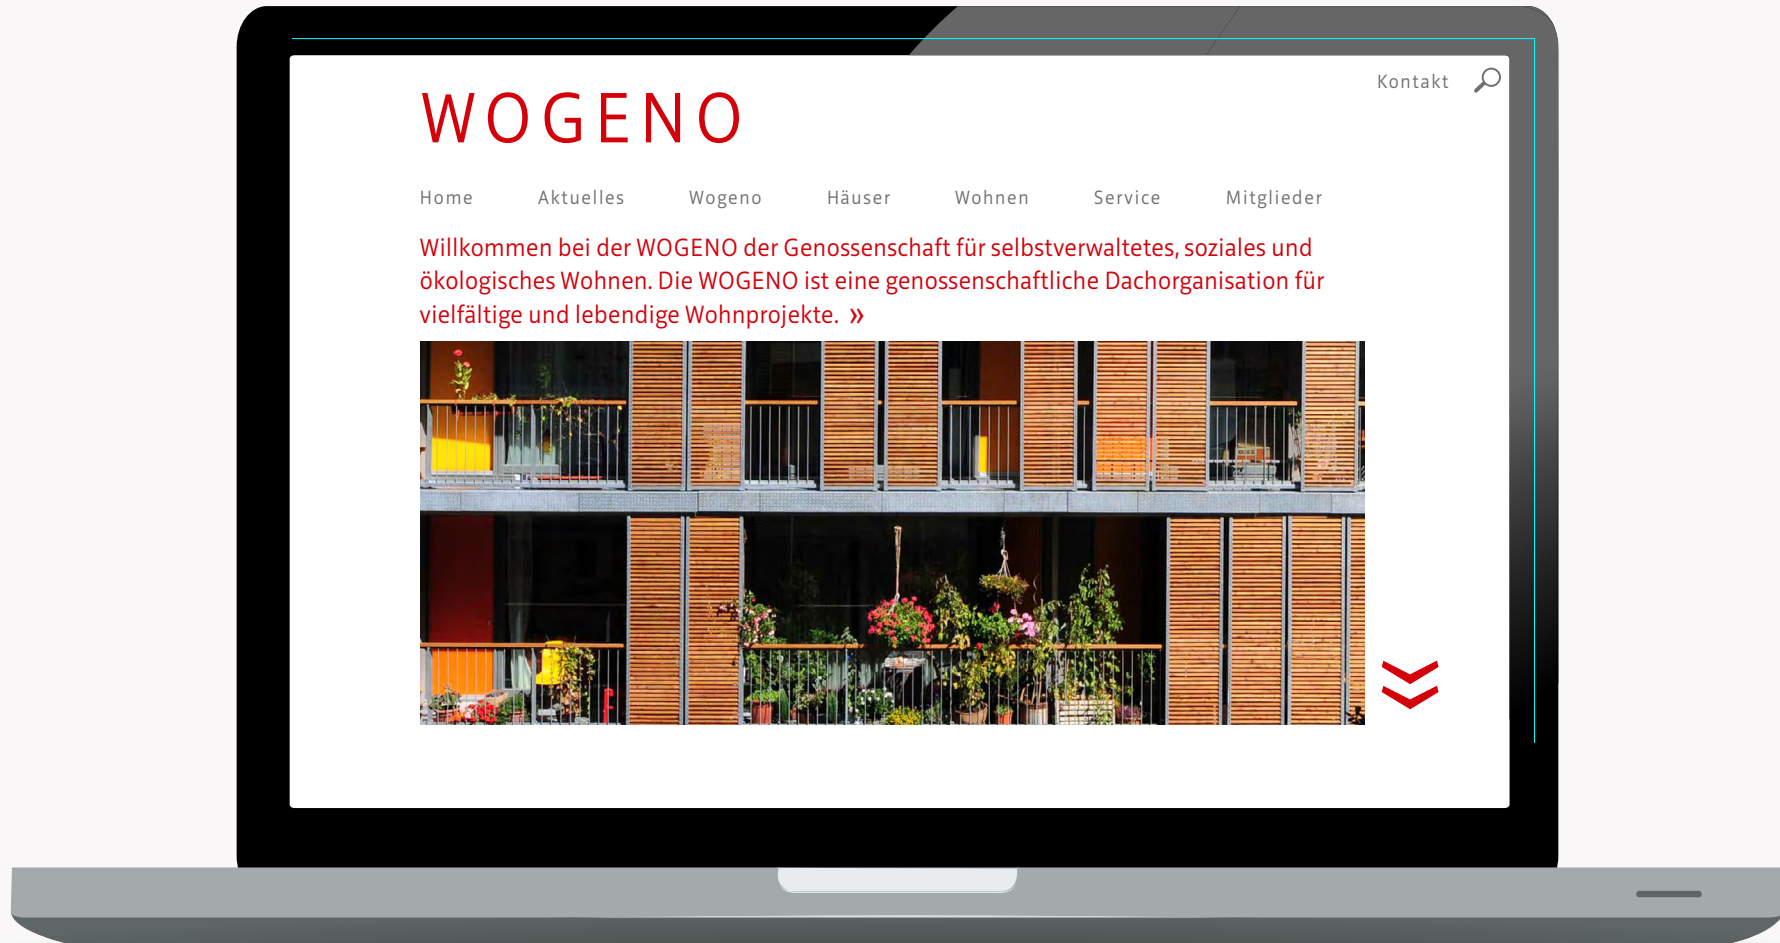 Kontakt
WOGENO
Home Aktuelles Wogeno Häuser Wohnen Service Mitglieder
Willkommen bei der WOGENO der Genossenschaft für selbstverwaltetes, soziales und
ökologisches Wohnen. Die WOGENO ist eine genossenschaftliche Dachorganisation für
vielfältige und lebendige Wohnprojekte. »